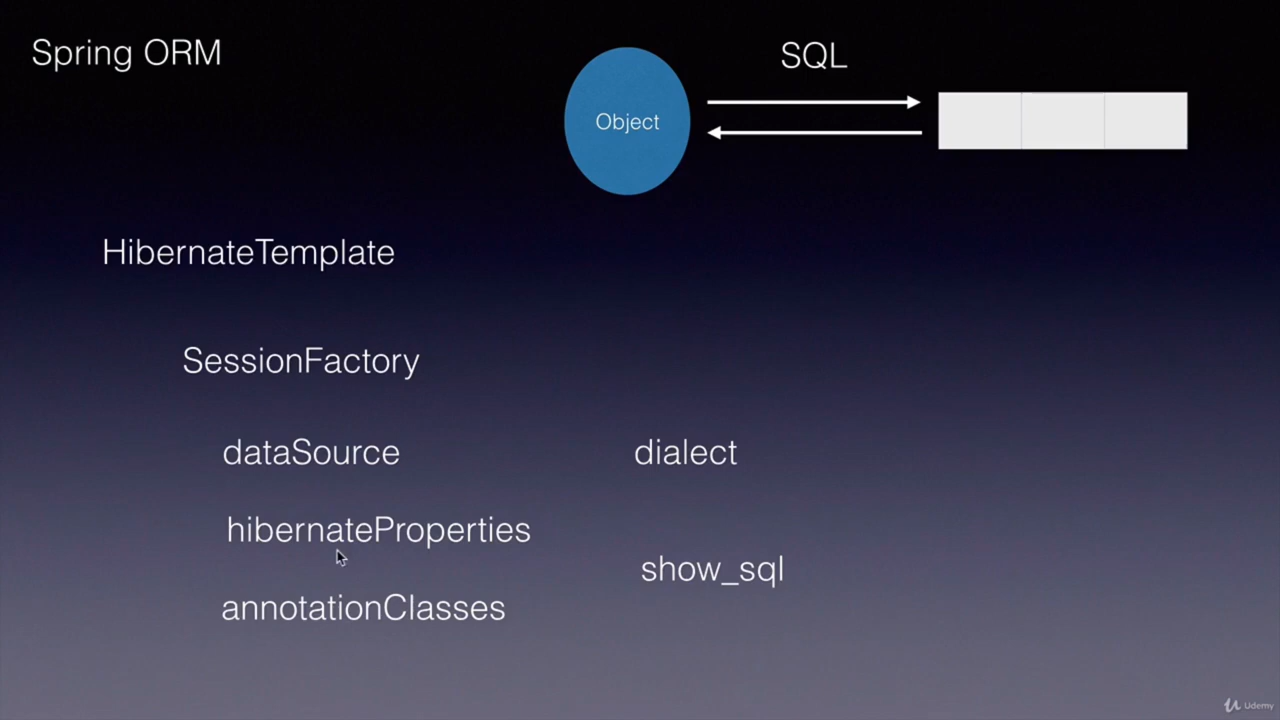 Spring ORM
SQL
Object
HibernateTemplate
SessionFactory
dataSource
dialect
hibernateProperties
show_sql
annotationClasses
Udemy